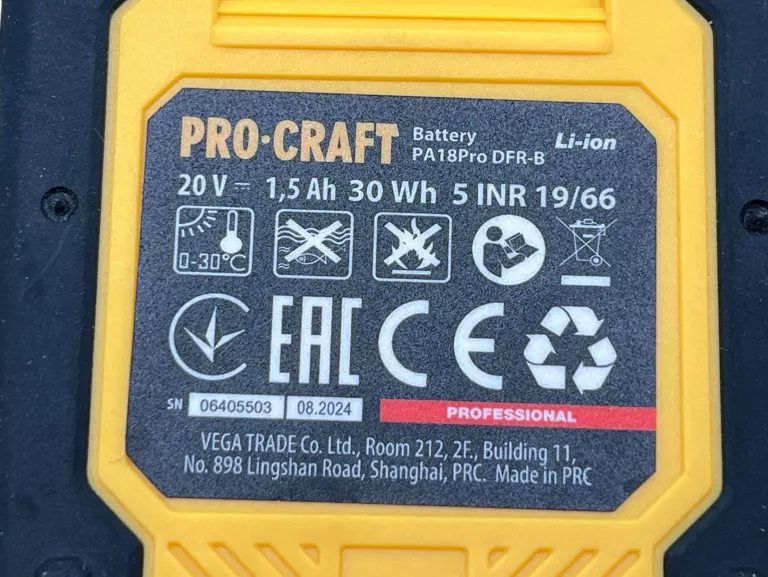 PRO·CRAFT Battery Li-ion
PA18Pro DFR-B
20 V ⎓ 1,5 Ah 30 Wh 5 INR 19/66
0-30°C
EAC CE
SN 06405503 08.2024 PROFESSIONAL
VEGA TRADE Co. Ltd., Room 212, 2F., Building 11,
No. 898 Lingshan Road, Shanghai, PRC. Made in PRC